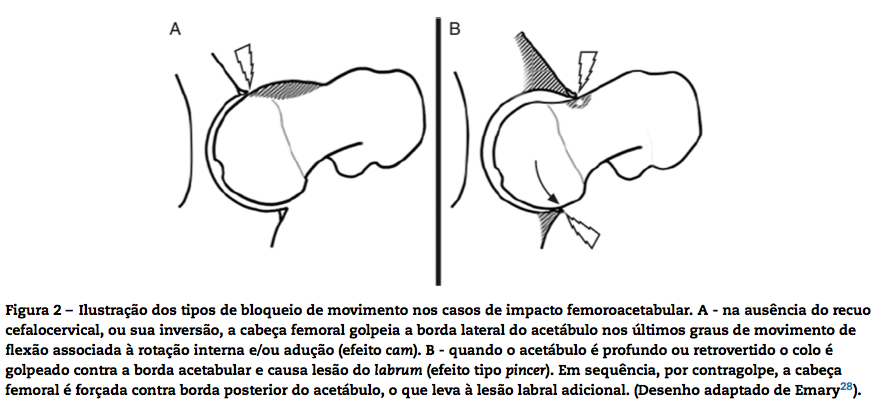 A
B
Figura 2 – Ilustração dos tipos de bloqueio de movimento nos casos de impacto femoroacetabular. A - na ausência do recuo
cefalocervical, ou sua inversão, a cabeça femoral golpeia a borda lateral do acetábulo nos últimos graus de movimento de
flexão associada à rotação interna e/ou adução (efeito cam). B - quando o acetábulo é profundo ou retrovertido o colo é
golpeado contra a borda acetabular e causa lesão do labrum (efeito tipo pincer). Em sequência, por contragolpe, a cabeça
femoral é forçada contra borda posterior do acetábulo, o que leva à lesão labral adicional. (Desenho adaptado de Emary28).